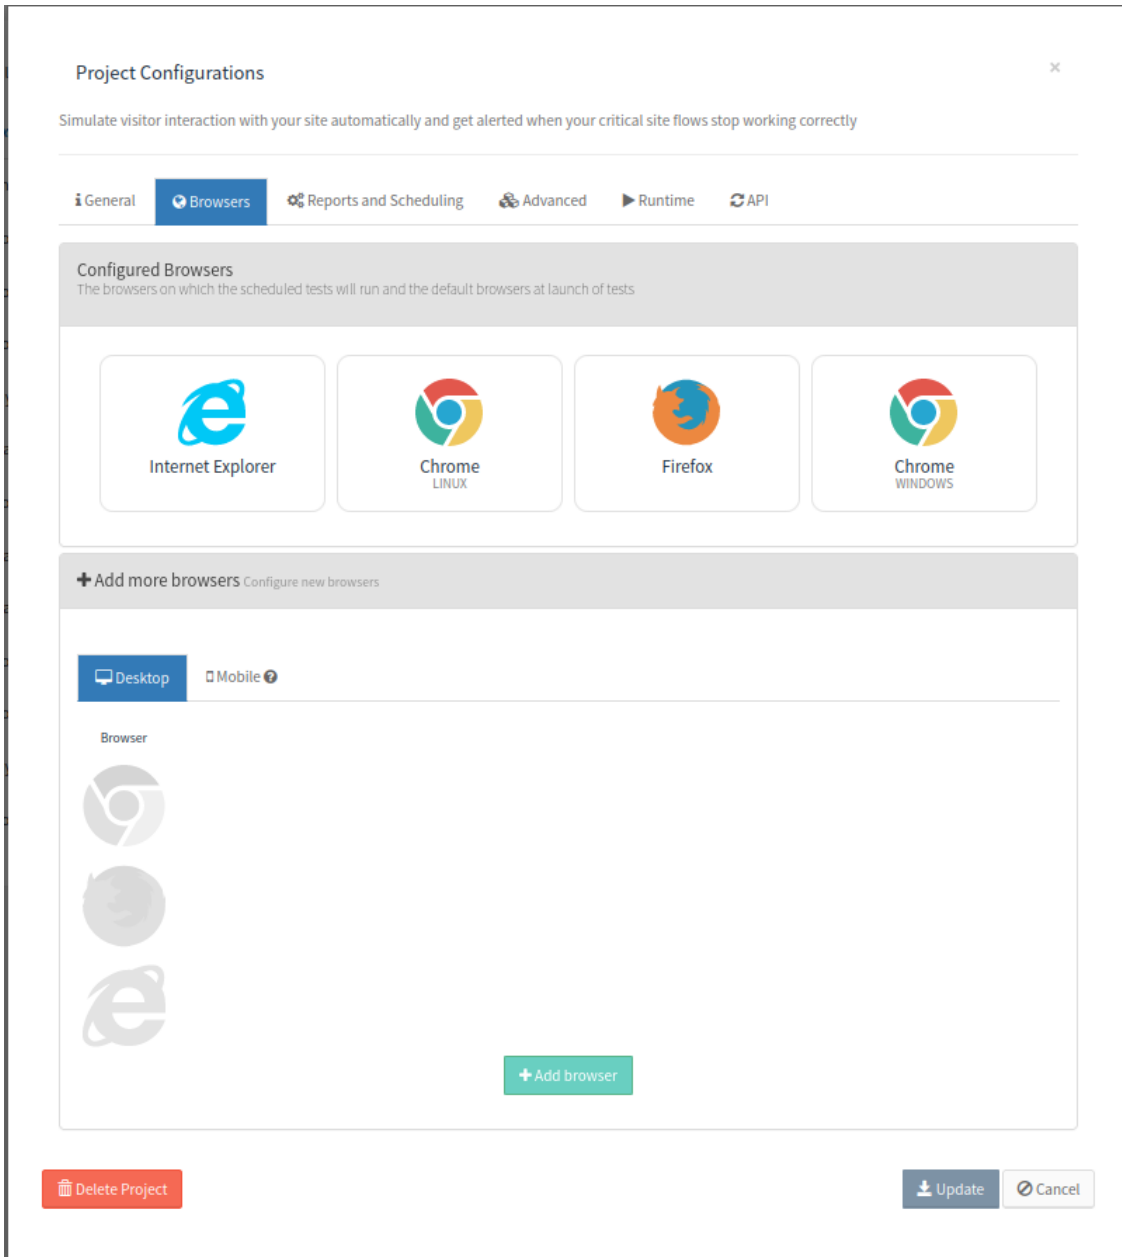 Project Configurations
×
Simulate visitor interaction with your site automatically and get alerted when your critical site flows stop working correctly
General Browsers Reports and Scheduling Advanced Runtime API
Configured Browsers
The browsers on which the scheduled tests will run and the default browsers at launch of tests
Internet Explorer Chrome Firefox Chrome
LINUX WINDOWS
Add more browsers Configure new browsers
Desktop Mobile
Browser
Add browser
Delete Project Update Cancel